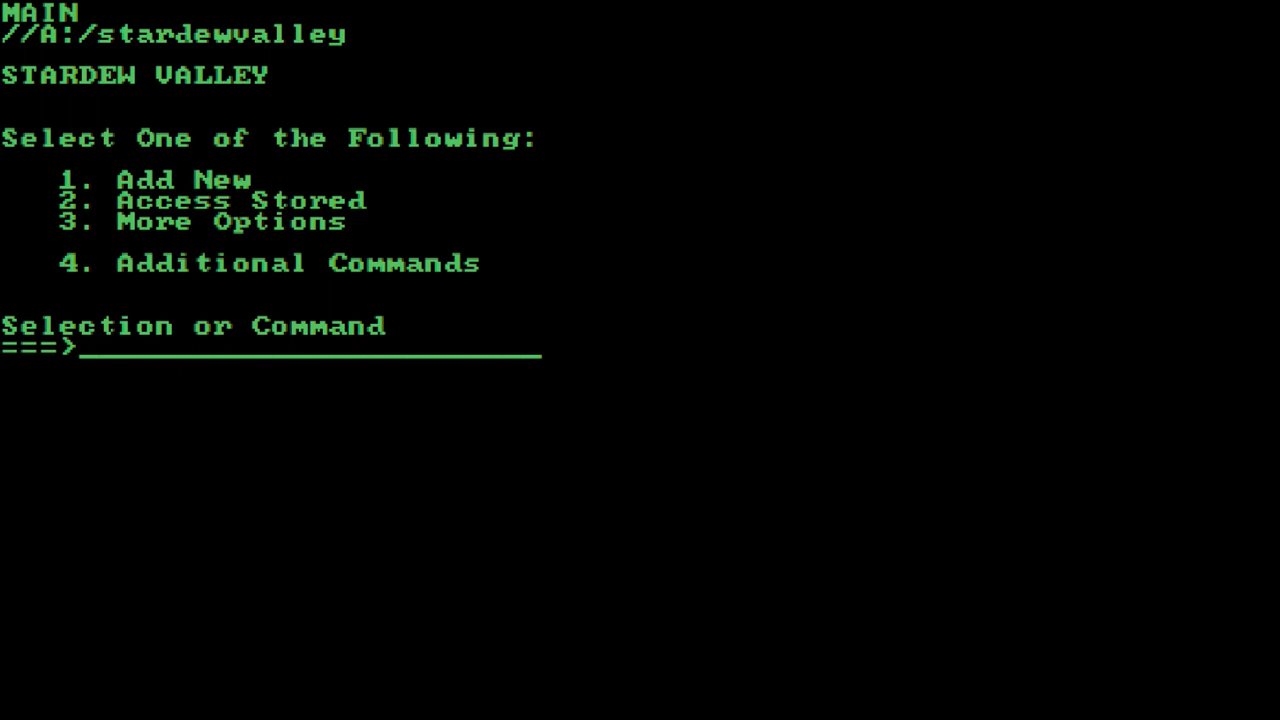 MAIN
//A:/stardewvalley
STARDEW VALLEY
Select One of the Following:
1. Add New
2. Access Stored
3. More Options
4. Additional Commands
Selection or Command
===>